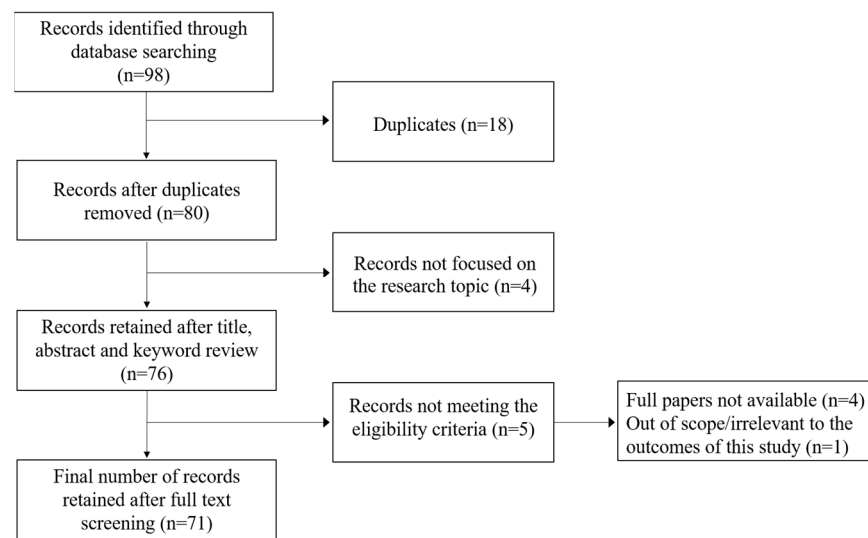 Records identified through
database searching
(n=98)
Duplicates (n=18)
Records after duplicates
removed (n=80)
Records not focused on
the research topic (n=4)
Records retained after title,
abstract and keyword review
(n=76)
Records not meeting the
eligibility criteria (n=5)
Full papers not available (n=4)
Out of scope/irrelevant to the
outcomes of this study (n=1)
Final number of records
retained after full text
screening (n=71)